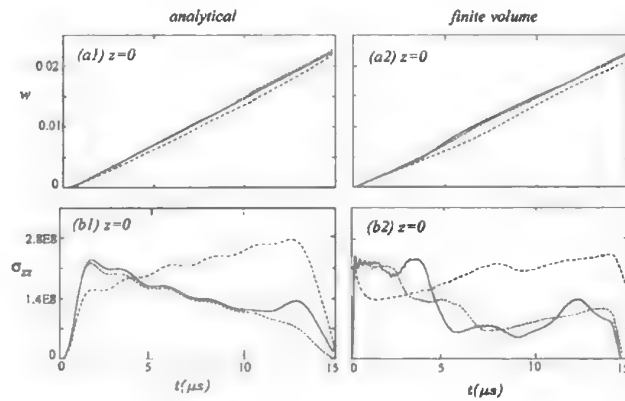 analytical finite volume
0.02 (a1) z=0 (a2) z=0
w
0.01
0
(b1) z=0 (b2) z=0
2.8E8
σzz
1.4E8
0
0 5 10 15 0 5 10 15
t(μs) t(μs)